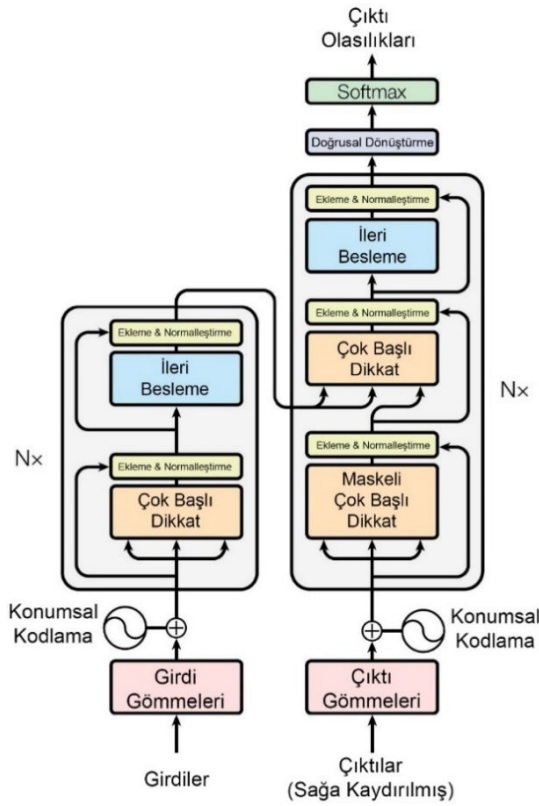 Çıktı
Olasılıkları
Softmax
Doğrusal Dönüştürme
Ekleme & Normalleştirme
İleri
Besleme
Ekleme & Normalleştirme
Çok Başlı
Dikkat
Nx
Ekleme & Normalleştirme
Maskeli
Çok Başlı
Dikkat
Ekleme & Normalleştirme
İleri
Besleme
Nx
Ekleme & Normalleştirme
Çok Başlı
Dikkat
Konumsal
Kodlama
Konumsal
Kodlama
Girdi
Gömmeleri
Çıktı
Gömmeleri
Girdiler
Çıktılar
(Sağa Kaydırılmış)